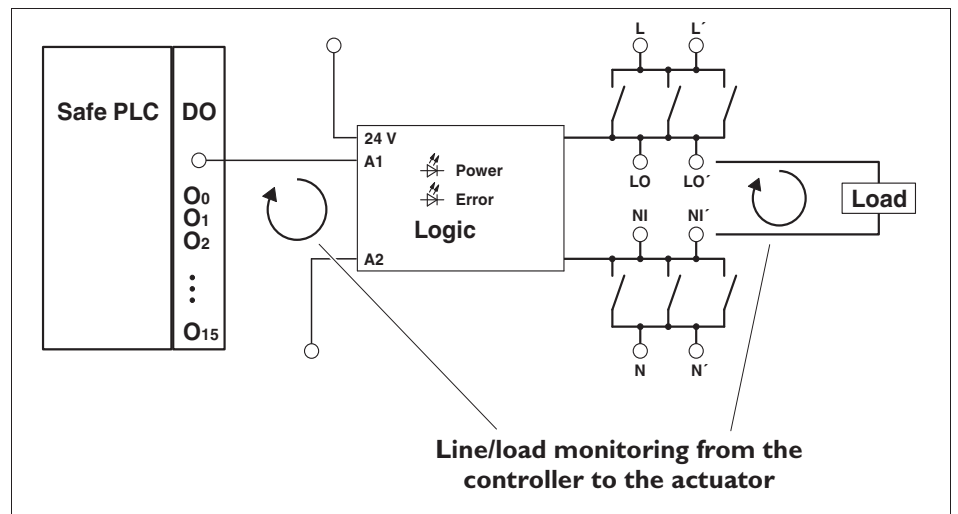 L L´
Safe PLC DO
24 V
A1
Power
Error
Logic
A2
LO LO´
NI NI´
Load
O0
O1
O2
O15
N N´
Line/load monitoring from the
controller to the actuator